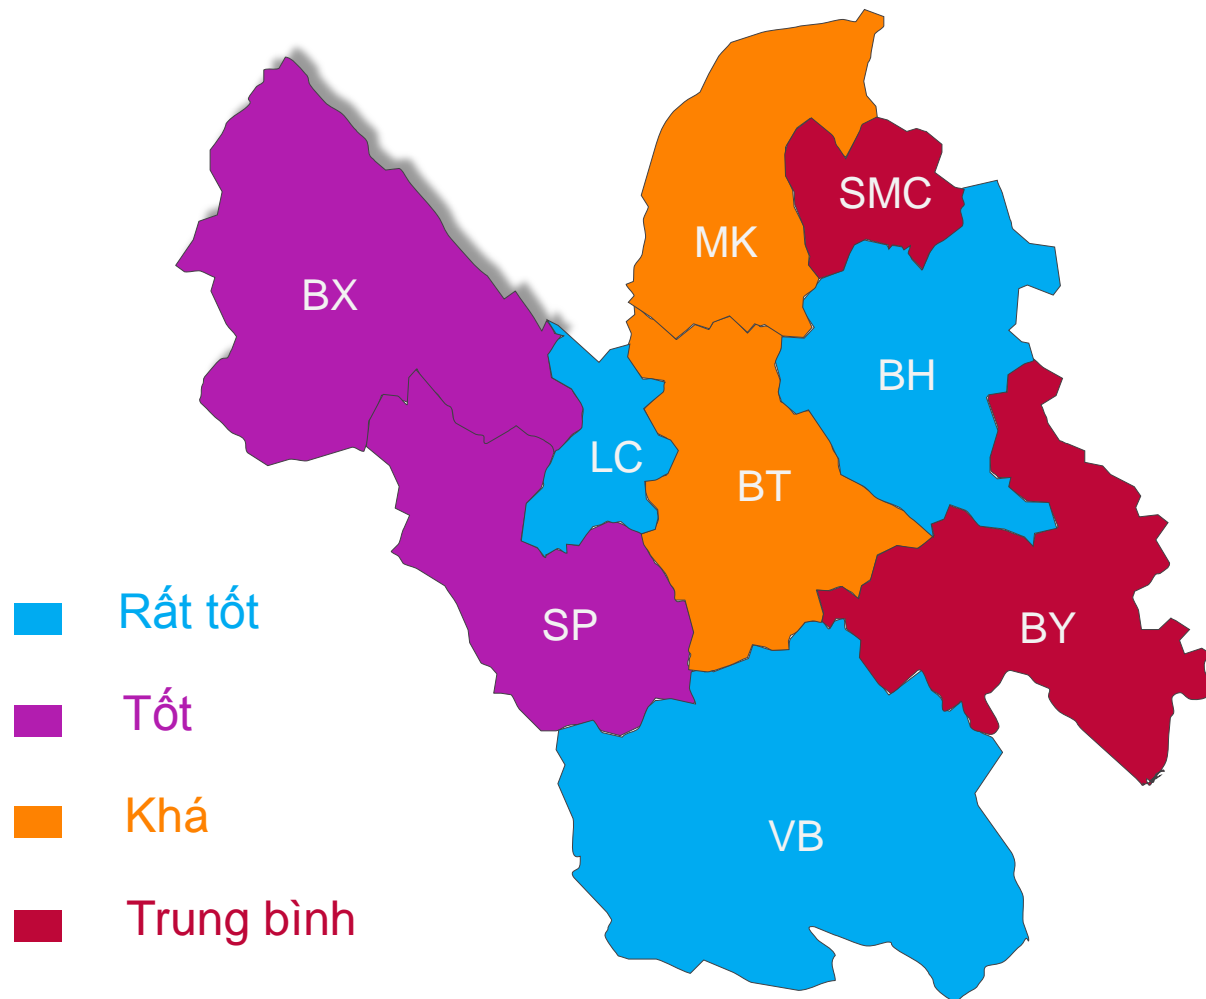 SMC
MK
BX
BH
LC
BT
Rất tốt
SP
BY
Tốt
Khá
VB
Trung bình